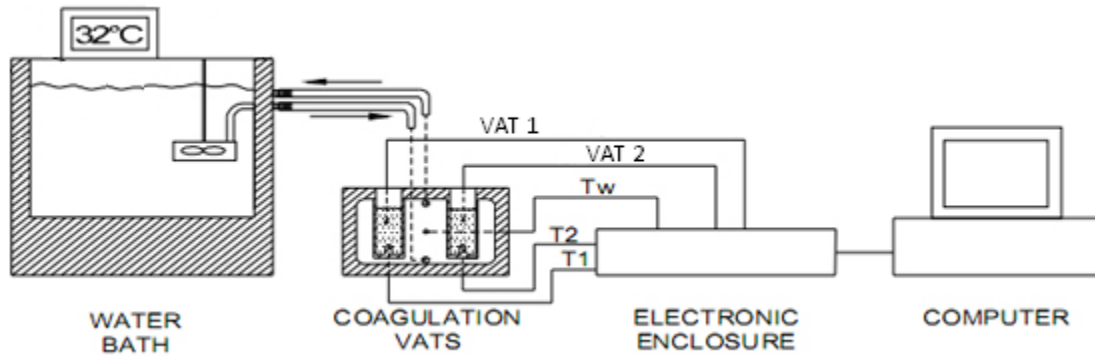 32°C
VAT 1
VAT 2
Tw
T2
T1
WATER
BATH
COAGULATION
VATS
ELECTRONIC
ENCLOSURE
COMPUTER